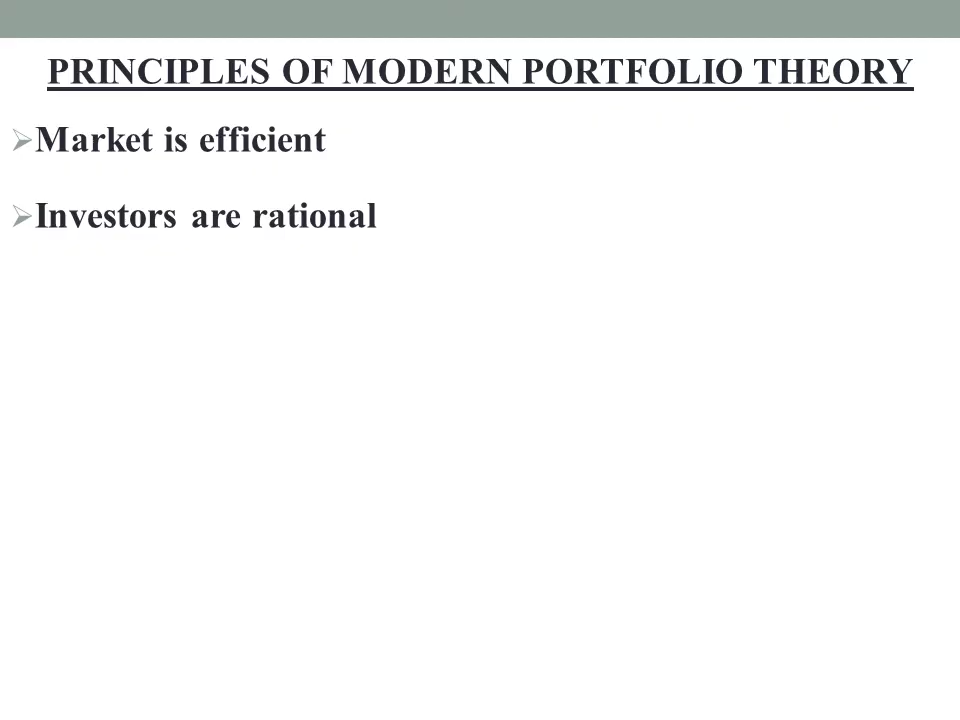 PRINCIPLES OF MODERN PORTFOLIO THEORY
Market is efficient
Investors are rational